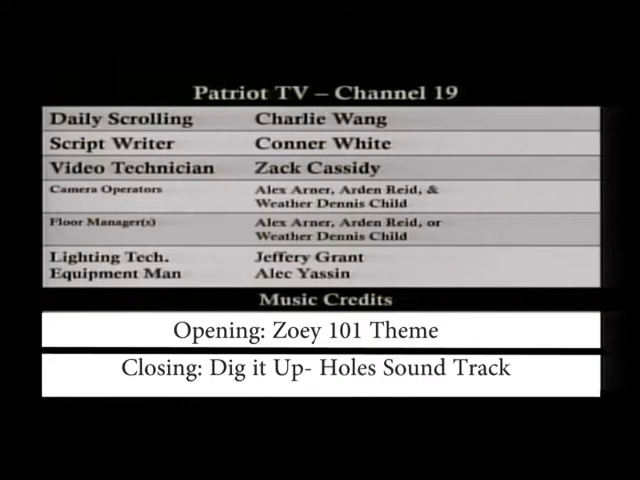 Patriot TV – Channel 19
Daily Scrolling Charlie Wang
Script Writer Conner White
Video Technician Zack Cassidy
Camera Operators Alex Arner, Arden Reid, &
Weather Dennis Child
Floor Manager(s) Alex Arner, Arden Reid, or
Weather Dennis Child
Lighting Tech. Jeffery Grant
Equipment Man Alec Yassin
Music Credits
Opening: Zoey 101 Theme
Closing: Dig it Up- Holes Sound Track